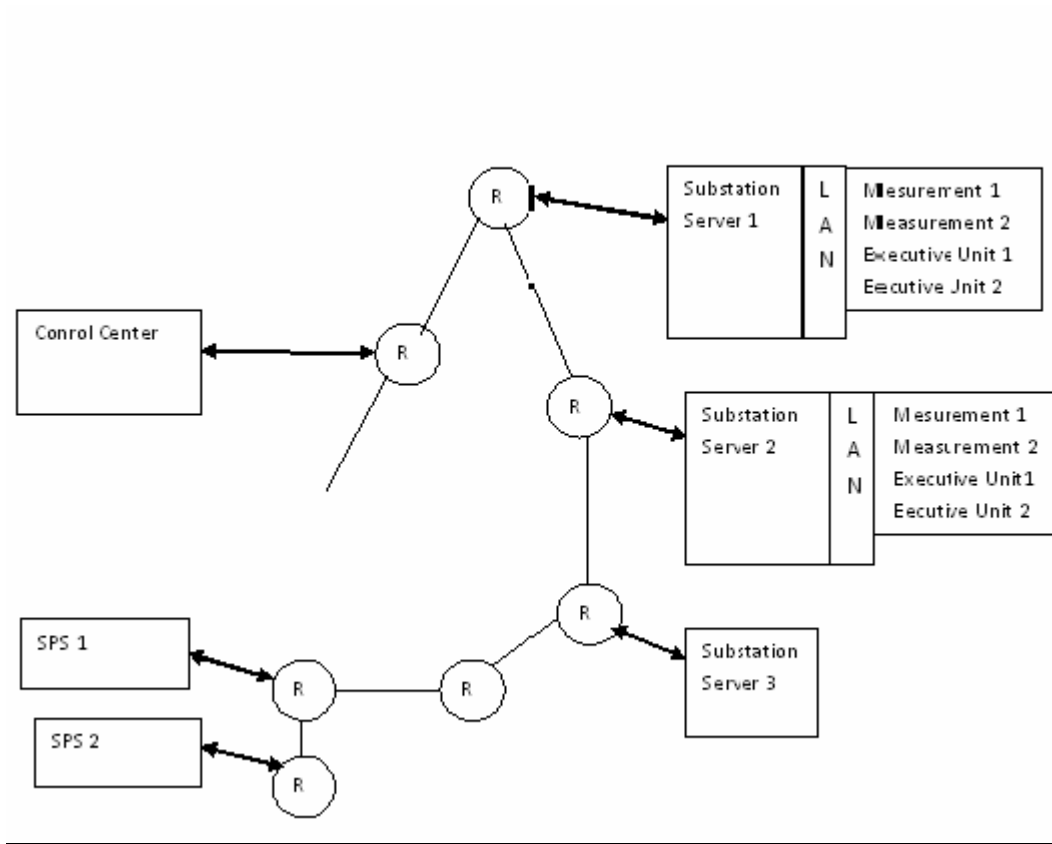 R
Substation
Server 1
L
A
N
Mesurement 1
Measurement 2
Executive Unit 1
Eecutive Unit 2
Conrol Center
R
R
Substation
Server 2
L
A
N
Mesurement 1
Measurement 2
Executive Unit1
Eecutive Unit 2
R
Substation
Server 3
SPS 1
R
R
SPS 2
R